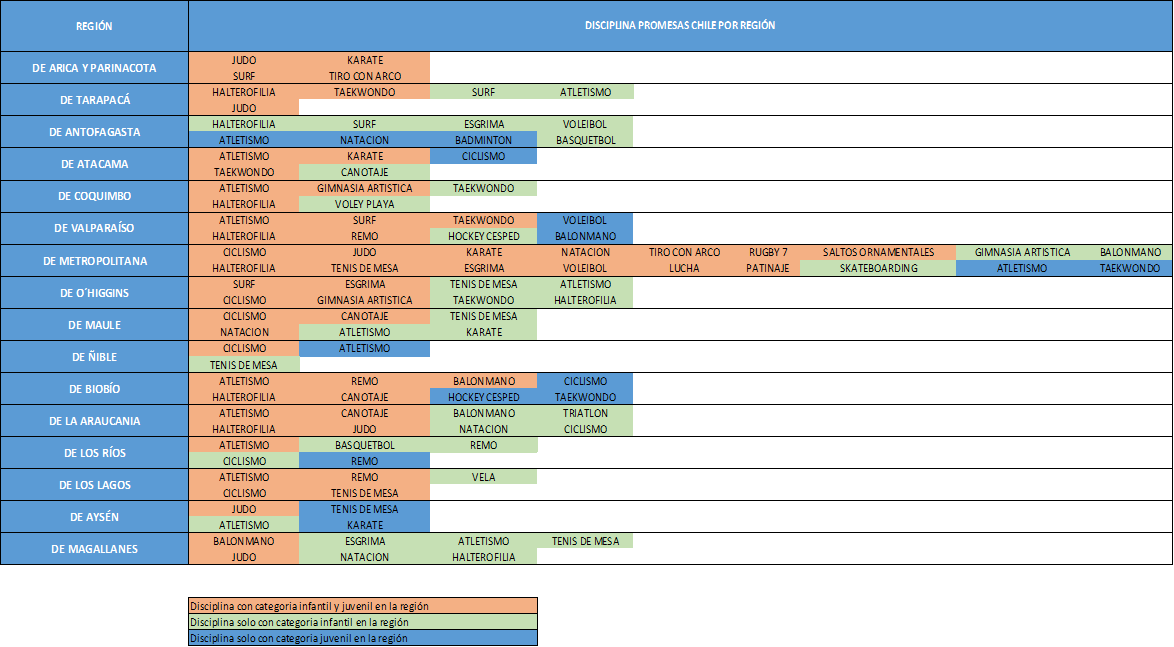 REGIÓN DISCIPLINA PROMESAS CHILE POR REGIÓN
DE ARICA Y PARINACOTA
JUDO KARATE
SURF TIRO CON ARCO
DE TARAPACÁ
HALTEROFILIA TAEKWONDO SURF ATLETISMO
JUDO
DE ANTOFAGASTA
HALTEROFILIA SURF ESGRIMA VOLEIBOL
ATLETISMO NATACION BADMINTON BASQUETBOL
DE ATACAMA
ATLETISMO KARATE CICLISMO
TAEKWONDO CANOTAJE
DE COQUIMBO
ATLETISMO GIMNASIA ARTISTICA TAEKWONDO
HALTEROFILIA VOLEY PLAYA
DE VALPARAÍSO
ATLETISMO SURF TAEKWONDO VOLEIBOL
HALTEROFILIA REMO HOCKEY CESPED BALONMANO
DE METROPOLITANA
CICLISMO JUDO KARATE NATACION TIRO CON ARCO RUGBY 7 SALTOS ORNAMENTALES GIMNASIA ARTISTICA BALONMANO
HALTEROFILIA TENIS DE MESA ESGRIMA VOLEIBOL LUCHA PATINAJE SKATEBOARDING ATLETISMO TAEKWONDO
DE O´HIGGINS
SURF ESGRIMA TENIS DE MESA ATLETISMO
CICLISMO GIMNASIA ARTISTICA TAEKWONDO HALTEROFILIA
DE MAULE
CICLISMO CANOTAJE TENIS DE MESA
NATACION ATLETISMO KARATE
DE ÑIBLE
CICLISMO ATLETISMO
TENIS DE MESA
DE BIOBÍO
ATLETISMO REMO BALONMANO CICLISMO
HALTEROFILIA CANOTAJE HOCKEY CESPED TAEKWONDO
DE LA ARAUCANIA
ATLETISMO CANOTAJE BALONMANO TRIATLON
HALTEROFILIA JUDO NATACION CICLISMO
DE LOS RÍOS
ATLETISMO BASQUETBOL REMO
CICLISMO REMO
DE LOS LAGOS
ATLETISMO REMO VELA
CICLISMO TENIS DE MESA
DE AYSÉN
JUDO TENIS DE MESA
ATLETISMO KARATE
DE MAGALLANES
BALONMANO ESGRIMA ATLETISMO TENIS DE MESA
JUDO NATACION HALTEROFILIA
Disciplina con categoria infantil y juvenil en la región
Disciplina solo con categoria infantil en la región
Disciplina solo con categoria juvenil en la región